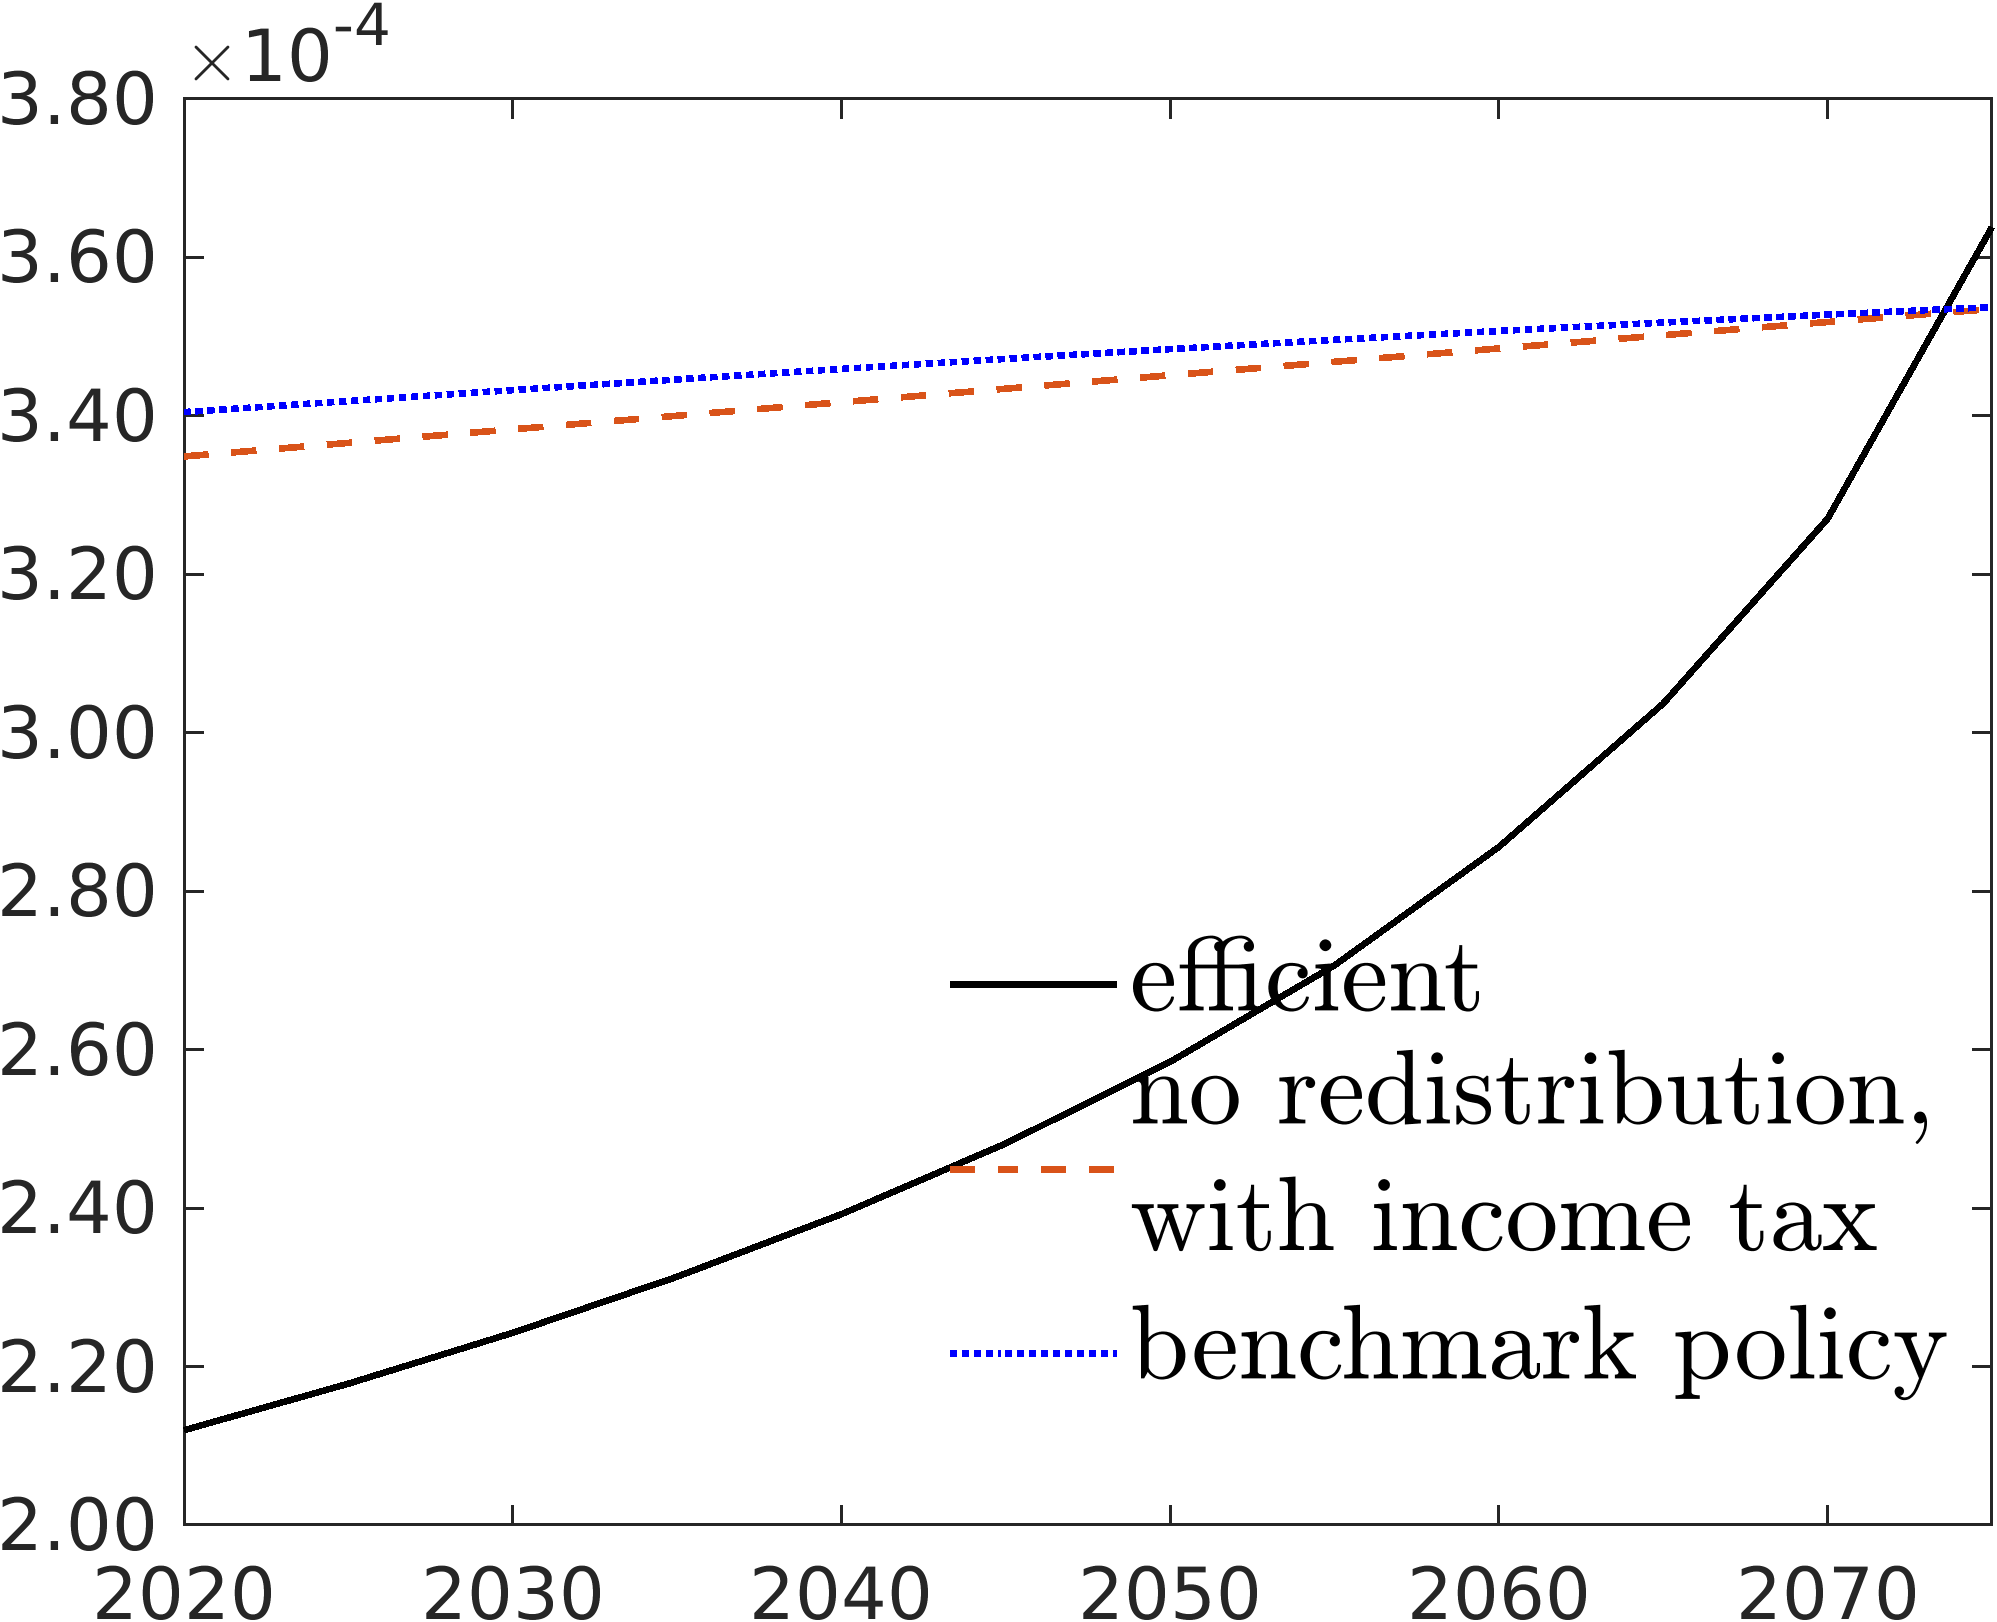 ×10-4
3.80
3.60
3.40
3.20
3.00
2.80
2.60
2.40
2.20
2.00
efficient
no redistribution,
with income tax
benchmark policy
2020 2030 2040 2050 2060 2070